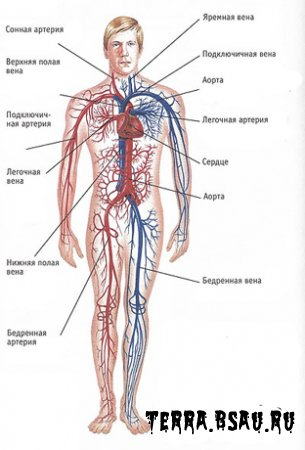 Сонная артерия
Верхняя полая
вена
Подключич-
ная артерия
Легочная
вена
Нижняя полая
вена
Бедренная
артерия
Яремная вена
Подключичная вена
Аорта
Легочная артерия
Сердце
Аорта
Бедренная вена
TERRA.BSAU.RU